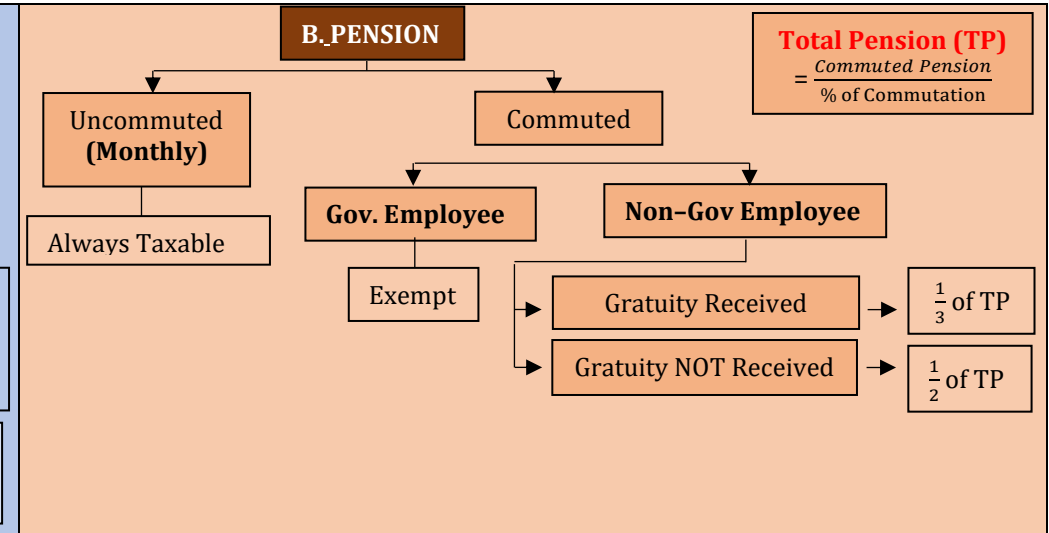 B. PENSION
Total Pension (TP)
= Commuted Pension / % of Commutation
Uncommuted
(Monthly)
Commuted
Gov. Employee
Non–Gov Employee
Always Taxable
Exempt
Gratuity Received
1/3 of TP
Gratuity NOT Received
1/2 of TP